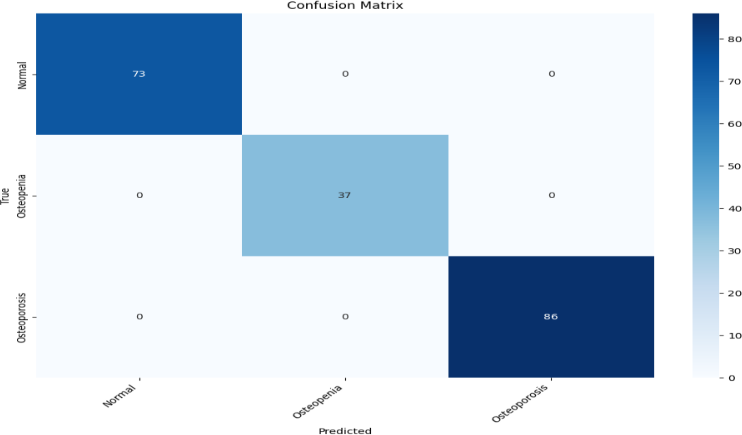 Confusion Matrix
True
Normal
73
0
0
Osteopenia
0
37
0
Osteoporosis
0
0
86
Normal
Osteopenia
Osteoporosis
Predicted
80
70
60
50
40
30
20
10
0